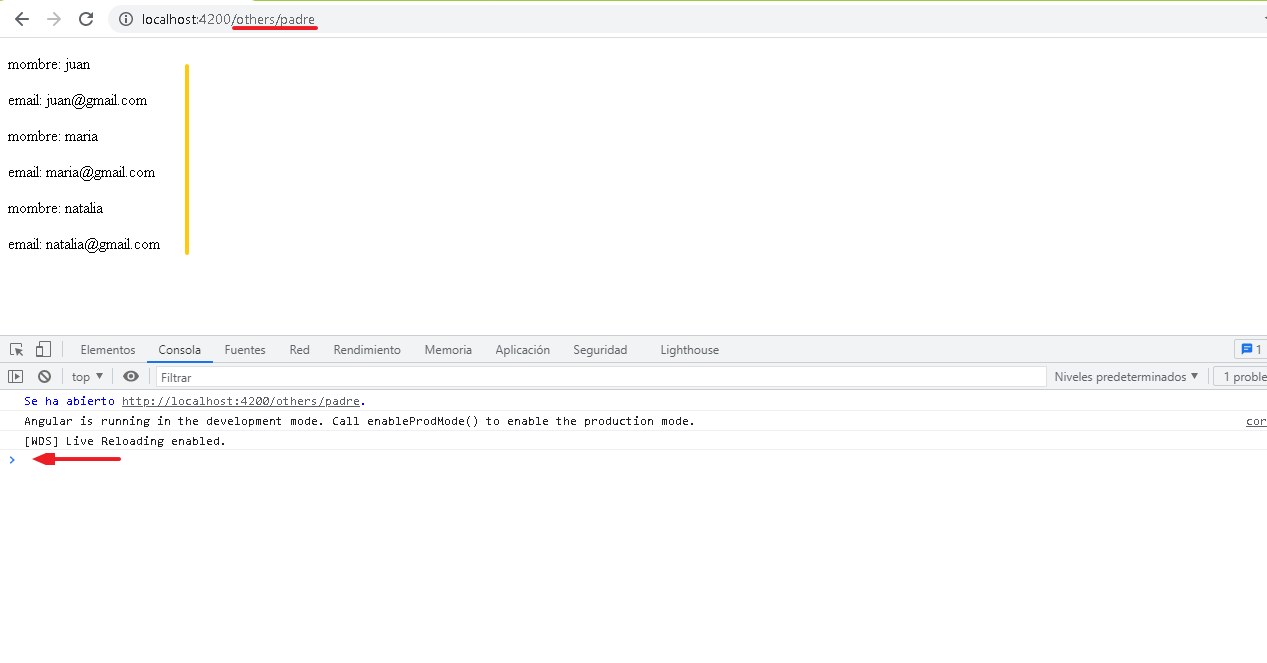 localhost:4200/others/padre
mombre: juan
email: juan@gmail.com
mombre: maria
email: maria@gmail.com
mombre: natalia
email: natalia@gmail.com
Elementos Consola Fuentes Red Rendimiento Memoria Aplicación Seguridad Lighthouse 1
top Filtrar Niveles predeterminados 1 proble
Se ha abierto http://localhost:4200/others/padre.
Angular is running in the development mode. Call enableProdMode() to enable the production mode. cor
[WDS] Live Reloading enabled.